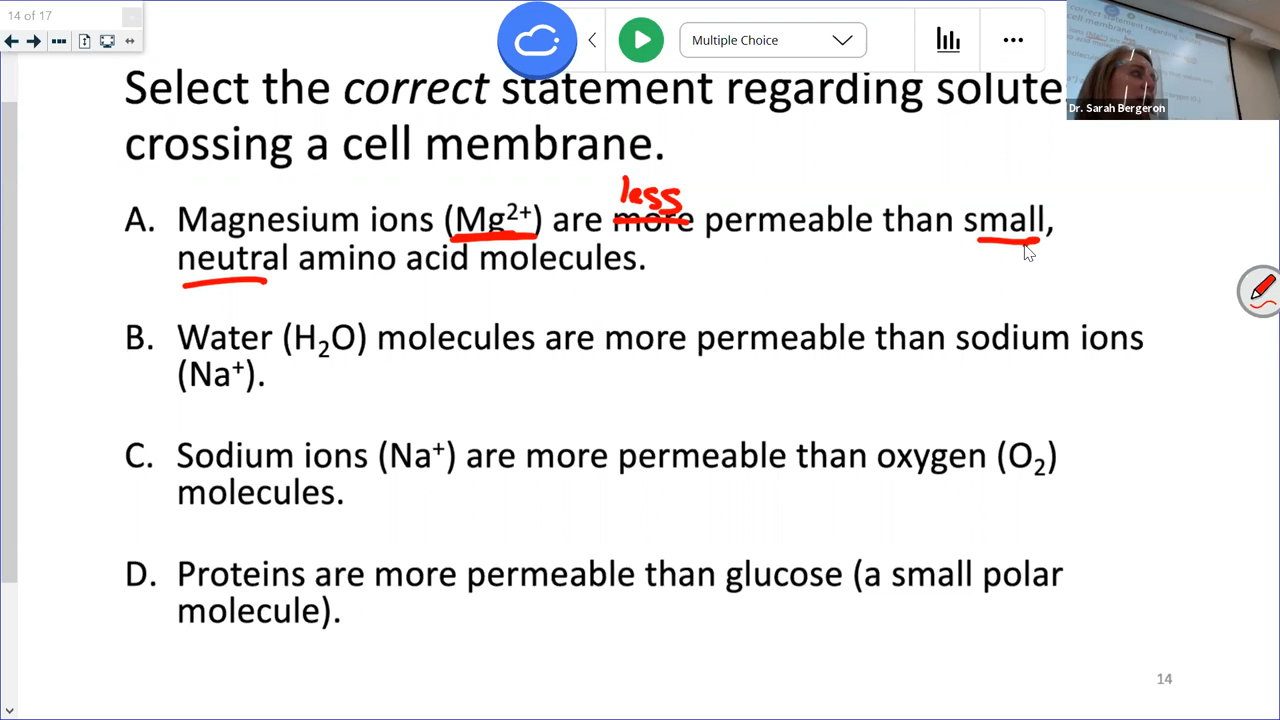 14 of 17
Multiple Choice
Dr. Sarah Bergeron
Select the correct statement regarding solute
crossing a cell membrane.
less
A. Magnesium ions (Mg²⁺) are more permeable than small,
neutral amino acid molecules.
B. Water (H₂O) molecules are more permeable than sodium ions
(Na⁺).
C. Sodium ions (Na⁺) are more permeable than oxygen (O₂)
molecules.
D. Proteins are more permeable than glucose (a small polar
molecule).
14